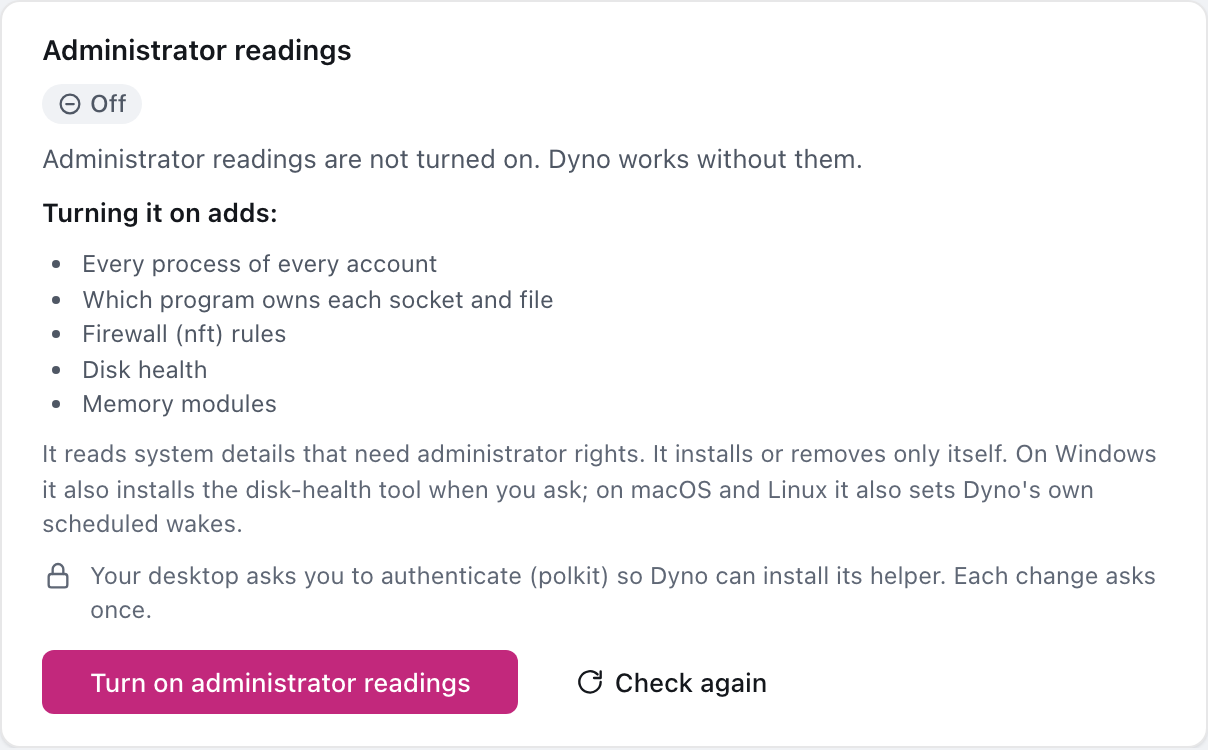 Administrator readings
Off
Administrator readings are not turned on. Dyno works without them.
Turning it on adds:
• Every process of every account
• Which program owns each socket and file
• Firewall (nft) rules
• Disk health
• Memory modules
It reads system details that need administrator rights. It installs or removes only itself. On Windows
it also installs the disk-health tool when you ask; on macOS and Linux it also sets Dyno's own
scheduled wakes.
Your desktop asks you to authenticate (polkit) so Dyno can install its helper. Each change asks
once.
Turn on administrator readings
Check again